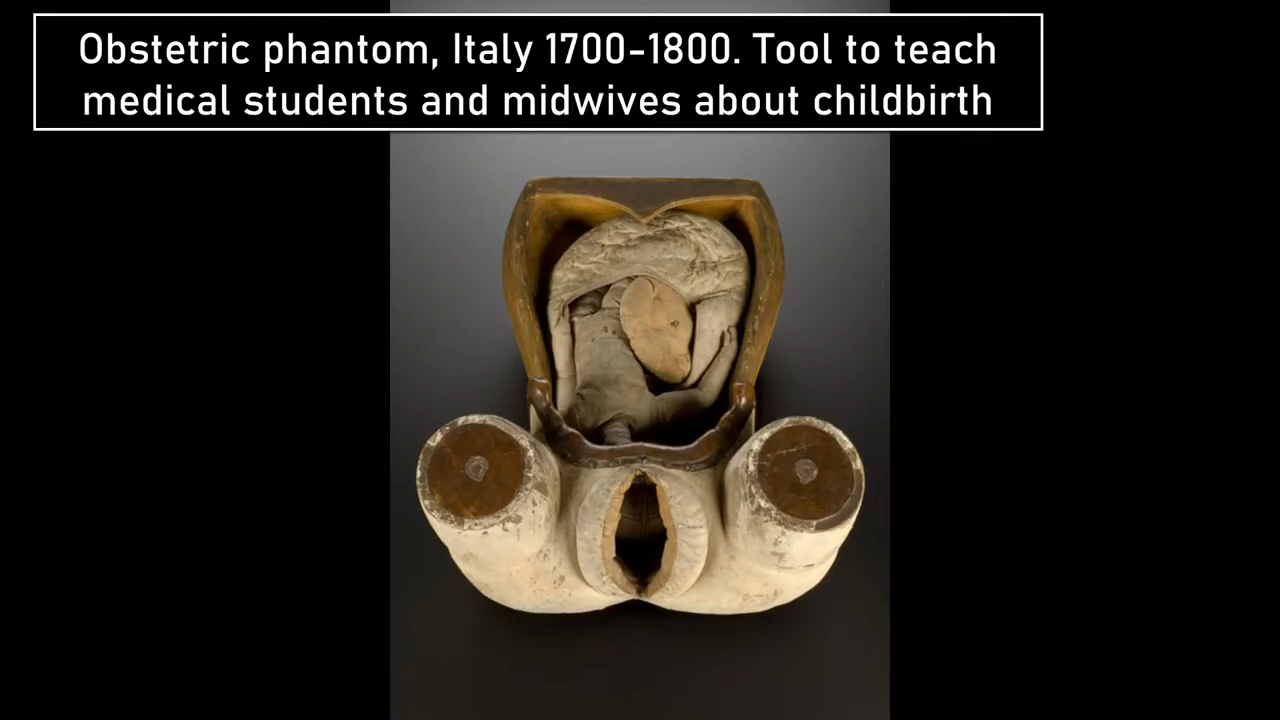 Obstetric phantom, Italy 1700-1800. Tool to teach
medical students and midwives about childbirth